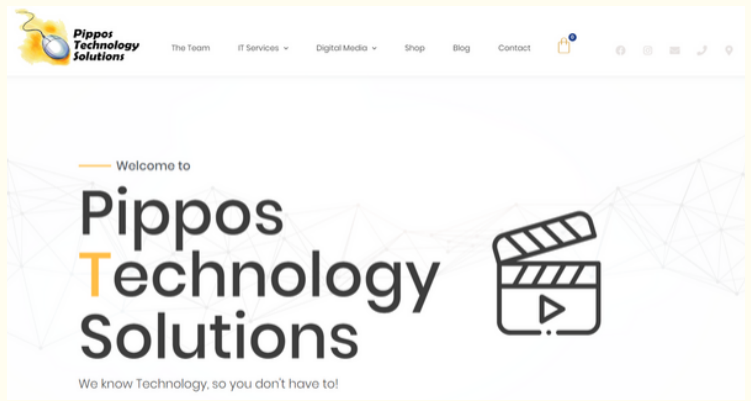 Pippos
Technology
Solutions
The Team
IT Services
Digital Media
Shop
Blog
Contact
0
Welcome to
Pippos
Technology
Solutions
We know Technology, so you don't have to!